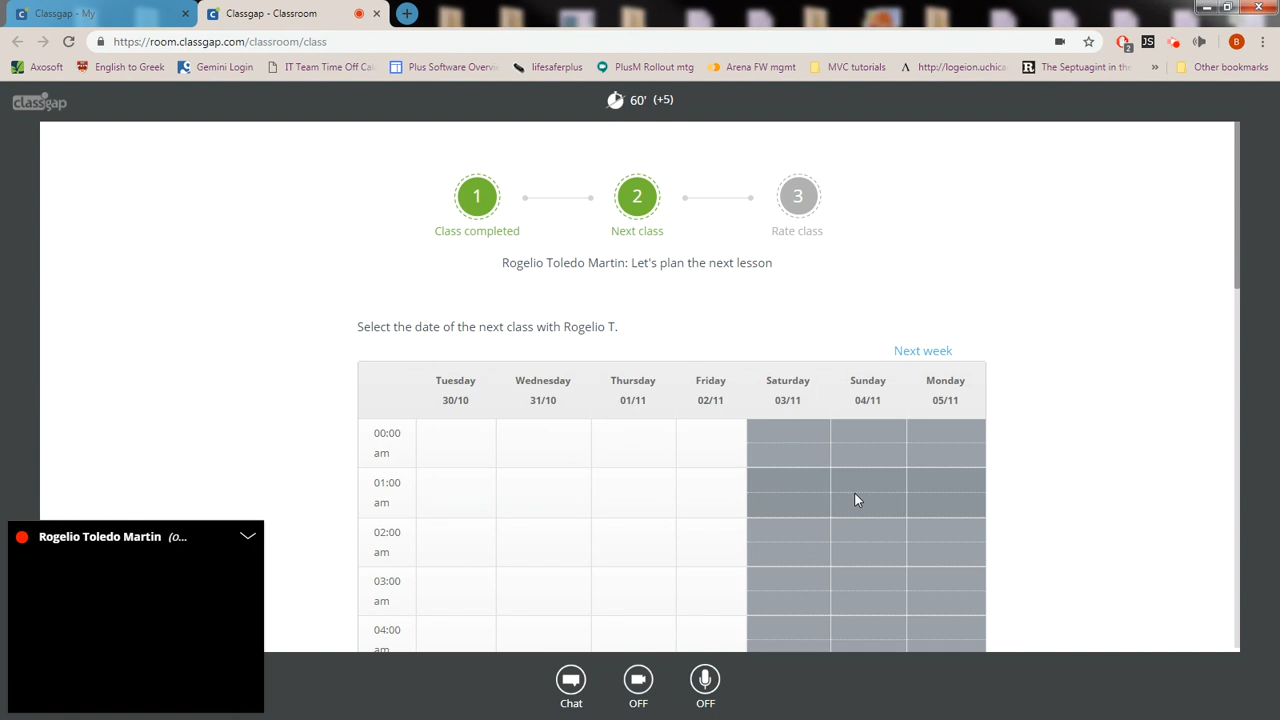 Classgap - My
Classgap - Classroom
https://room.classgap.com/classroom/class
2
JS
B
Axosoft
English to Greek
Gemini Login
IT Team Time Off Ca
Plus Software Overvi
lifesaferplus
PlusM Rollout mtg
Arena FW mgmt
MVC tutorials
http://logeion.uchica
The Septuagint in the
»
Other bookmarks
classgap
60' (+5)
1
2
3
Class completed
Next class
Rate class
Rogelio Toledo Martin: Let's plan the next lesson
Select the date of the next class with Rogelio T.
Next week
Tuesday
30/10
Wednesday
31/10
Thursday
01/11
Friday
02/11
Saturday
03/11
Sunday
04/11
Monday
05/11
00:00
am
01:00
am
02:00
am
03:00
am
04:00
am
Rogelio Toledo Martin (o...
Chat
OFF
OFF